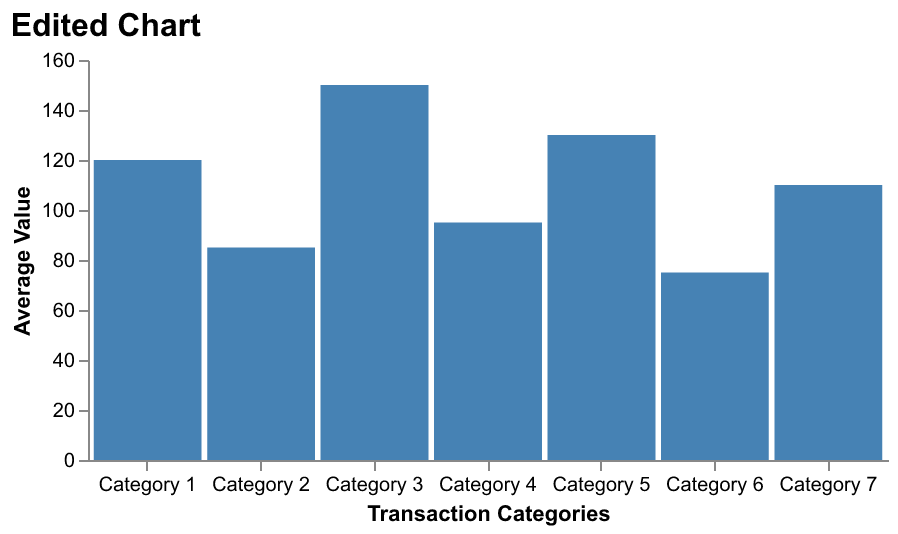 Edited Chart
160
140
120
100
80
60
40
20
0
Average Value
Category 1 Category 2 Category 3 Category 4 Category 5 Category 6 Category 7
Transaction Categories